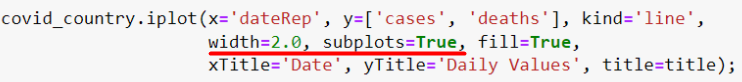 covid_country.iplot(x='dateRep', y=['cases', 'deaths'], kind='line',
width=2.0, subplots=True, fill=True,
xTitle='Date', yTitle='Daily Values', title=title);